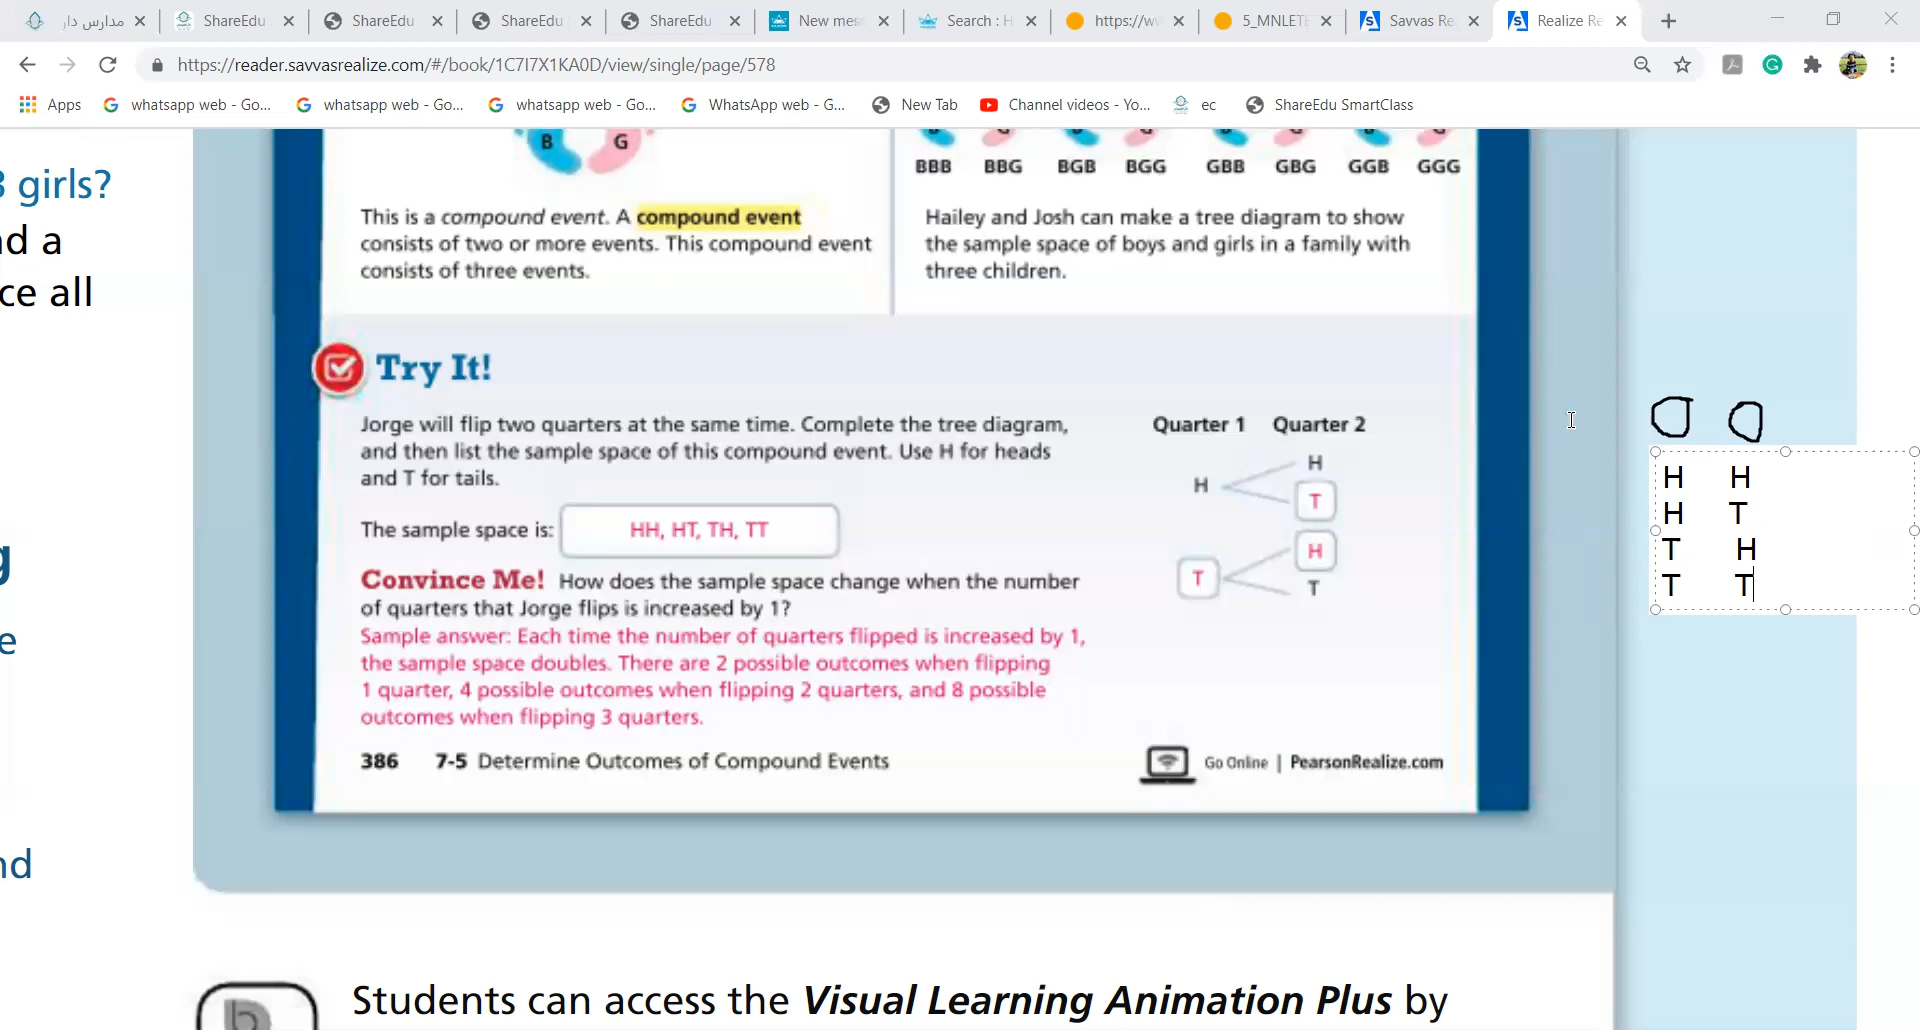 مدارس دار
ShareEdu
ShareEdu
ShareEdu
ShareEdu
New mes
Search : H
https://w
5_MNLETE
Savvas Re
Realize Re
https://reader.savvasrealize.com/#/book/1C7I7X1KA0D/view/single/page/578
Apps
whatsapp web - Go...
whatsapp web - Go...
whatsapp web - Go...
WhatsApp web - G...
New Tab
Channel videos - Yo...
ec
ShareEdu SmartClass
3 girls?
nd a
ce all
g
e
nd
B G
BBB BBG BGB BGG GBB GBG GGB GGG
This is a compound event. A compound event
consists of two or more events. This compound event
consists of three events.
Hailey and Josh can make a tree diagram to show
the sample space of boys and girls in a family with
three children.
Try It!
Jorge will flip two quarters at the same time. Complete the tree diagram,
and then list the sample space of this compound event. Use H for heads
and T for tails.
The sample space is: HH, HT, TH, TT
Quarter 1 Quarter 2
H
H
T
H
T
T
Convince Me! How does the sample space change when the number
of quarters that Jorge flips is increased by 1?
Sample answer: Each time the number of quarters flipped is increased by 1,
the sample space doubles. There are 2 possible outcomes when flipping
1 quarter, 4 possible outcomes when flipping 2 quarters, and 8 possible
outcomes when flipping 3 quarters.
386 7-5 Determine Outcomes of Compound Events
Go Online | PearsonRealize.com
H H
H T
T H
T T
Students can access the Visual Learning Animation Plus by